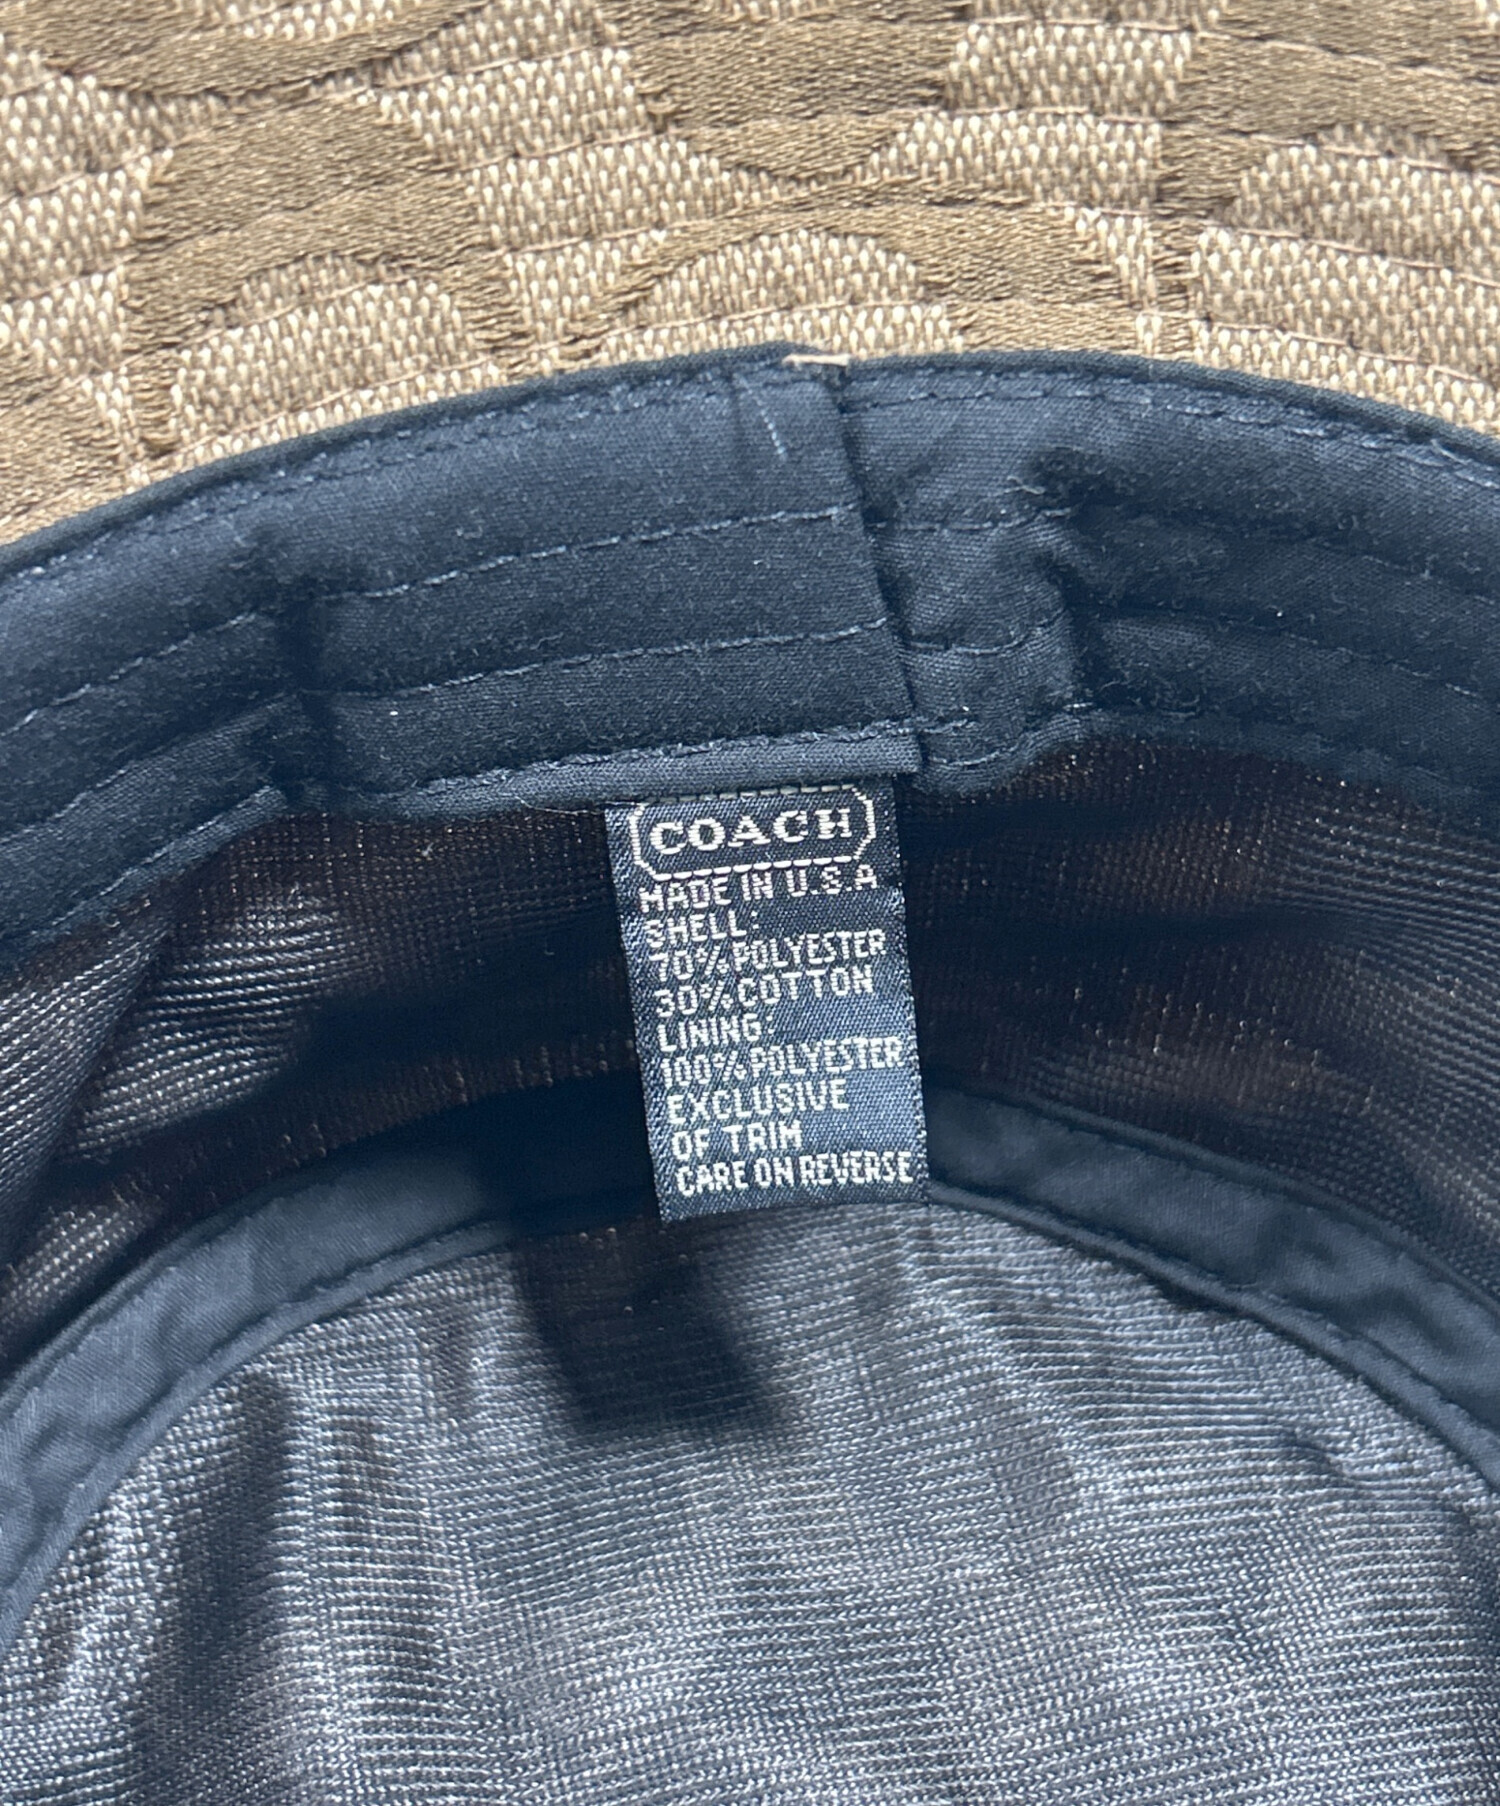 COACH
MADE IN U.S.A
SHELL:
70%POLYESTER
30%COTTON
LINING:
100%POLYESTER
EXCLUSIVE
OF TRIM
CARE ON REVERSE